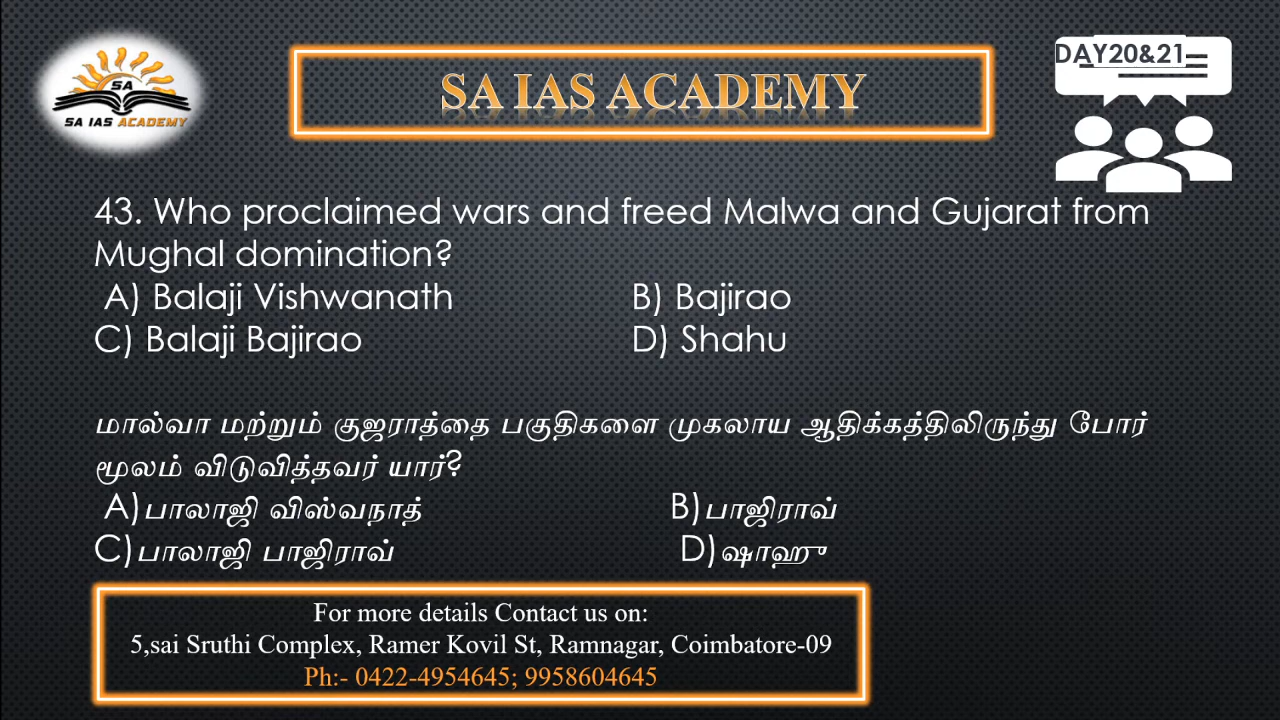 SA
SA IAS ACADEMY
SA IAS ACADEMY
DAY20&21
43. Who proclaimed wars and freed Malwa and Gujarat from
Mughal domination?
A) Balaji Vishwanath B) Bajirao
C) Balaji Bajirao D) Shahu
மால்வா மற்றும் குஜராத்தை பகுதிகளை முகலாய ஆதிக்கத்திலிருந்து போர்
மூலம் விடுவித்தவர் யார்?
A)பாலாஜி விஸ்வநாத் B)பாஜிராவ்
C)பாலாஜி பாஜிராவ் D)ஷாஹு
For more details Contact us on:
5,sai Sruthi Complex, Ramer Kovil St, Ramnagar, Coimbatore-09
Ph:- 0422-4954645; 9958604645